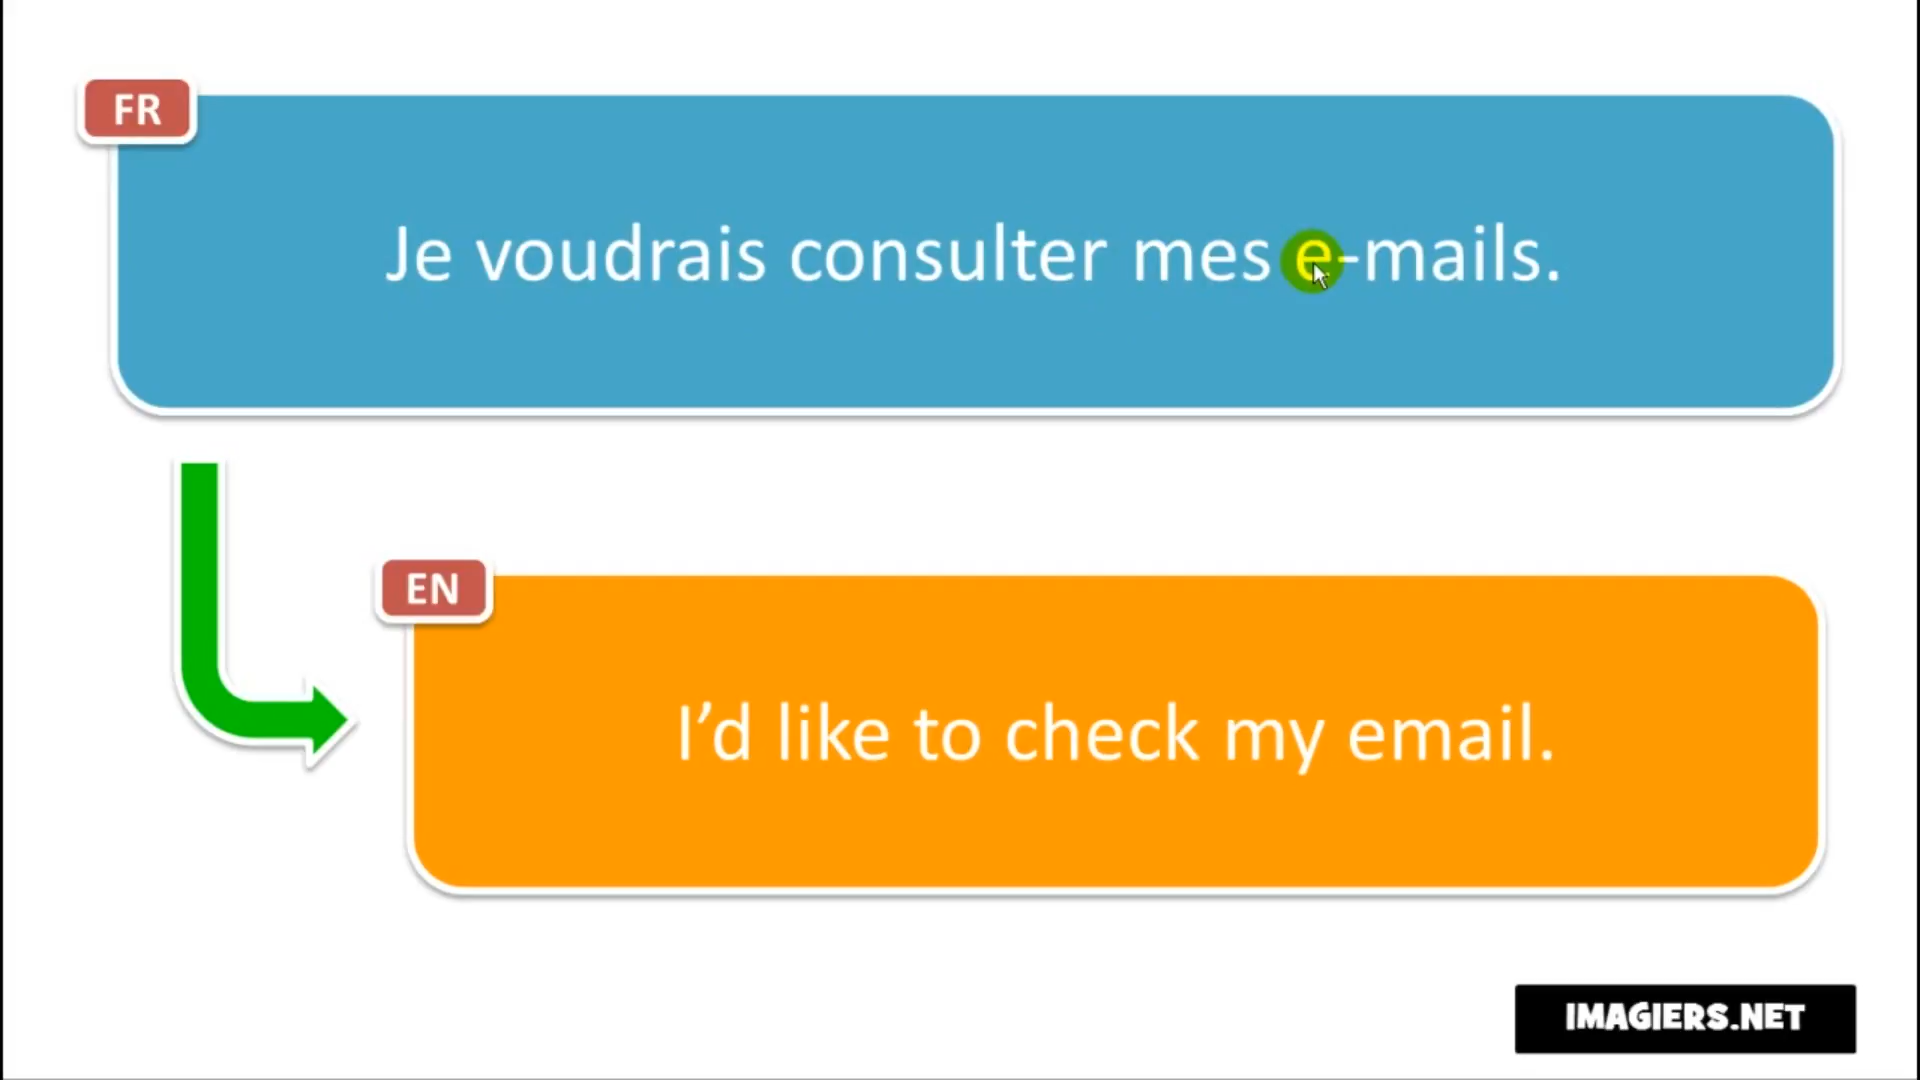 FR
Je voudrais consulter mes e-mails.
EN
I’d like to check my email.
IMAGIERS.NET